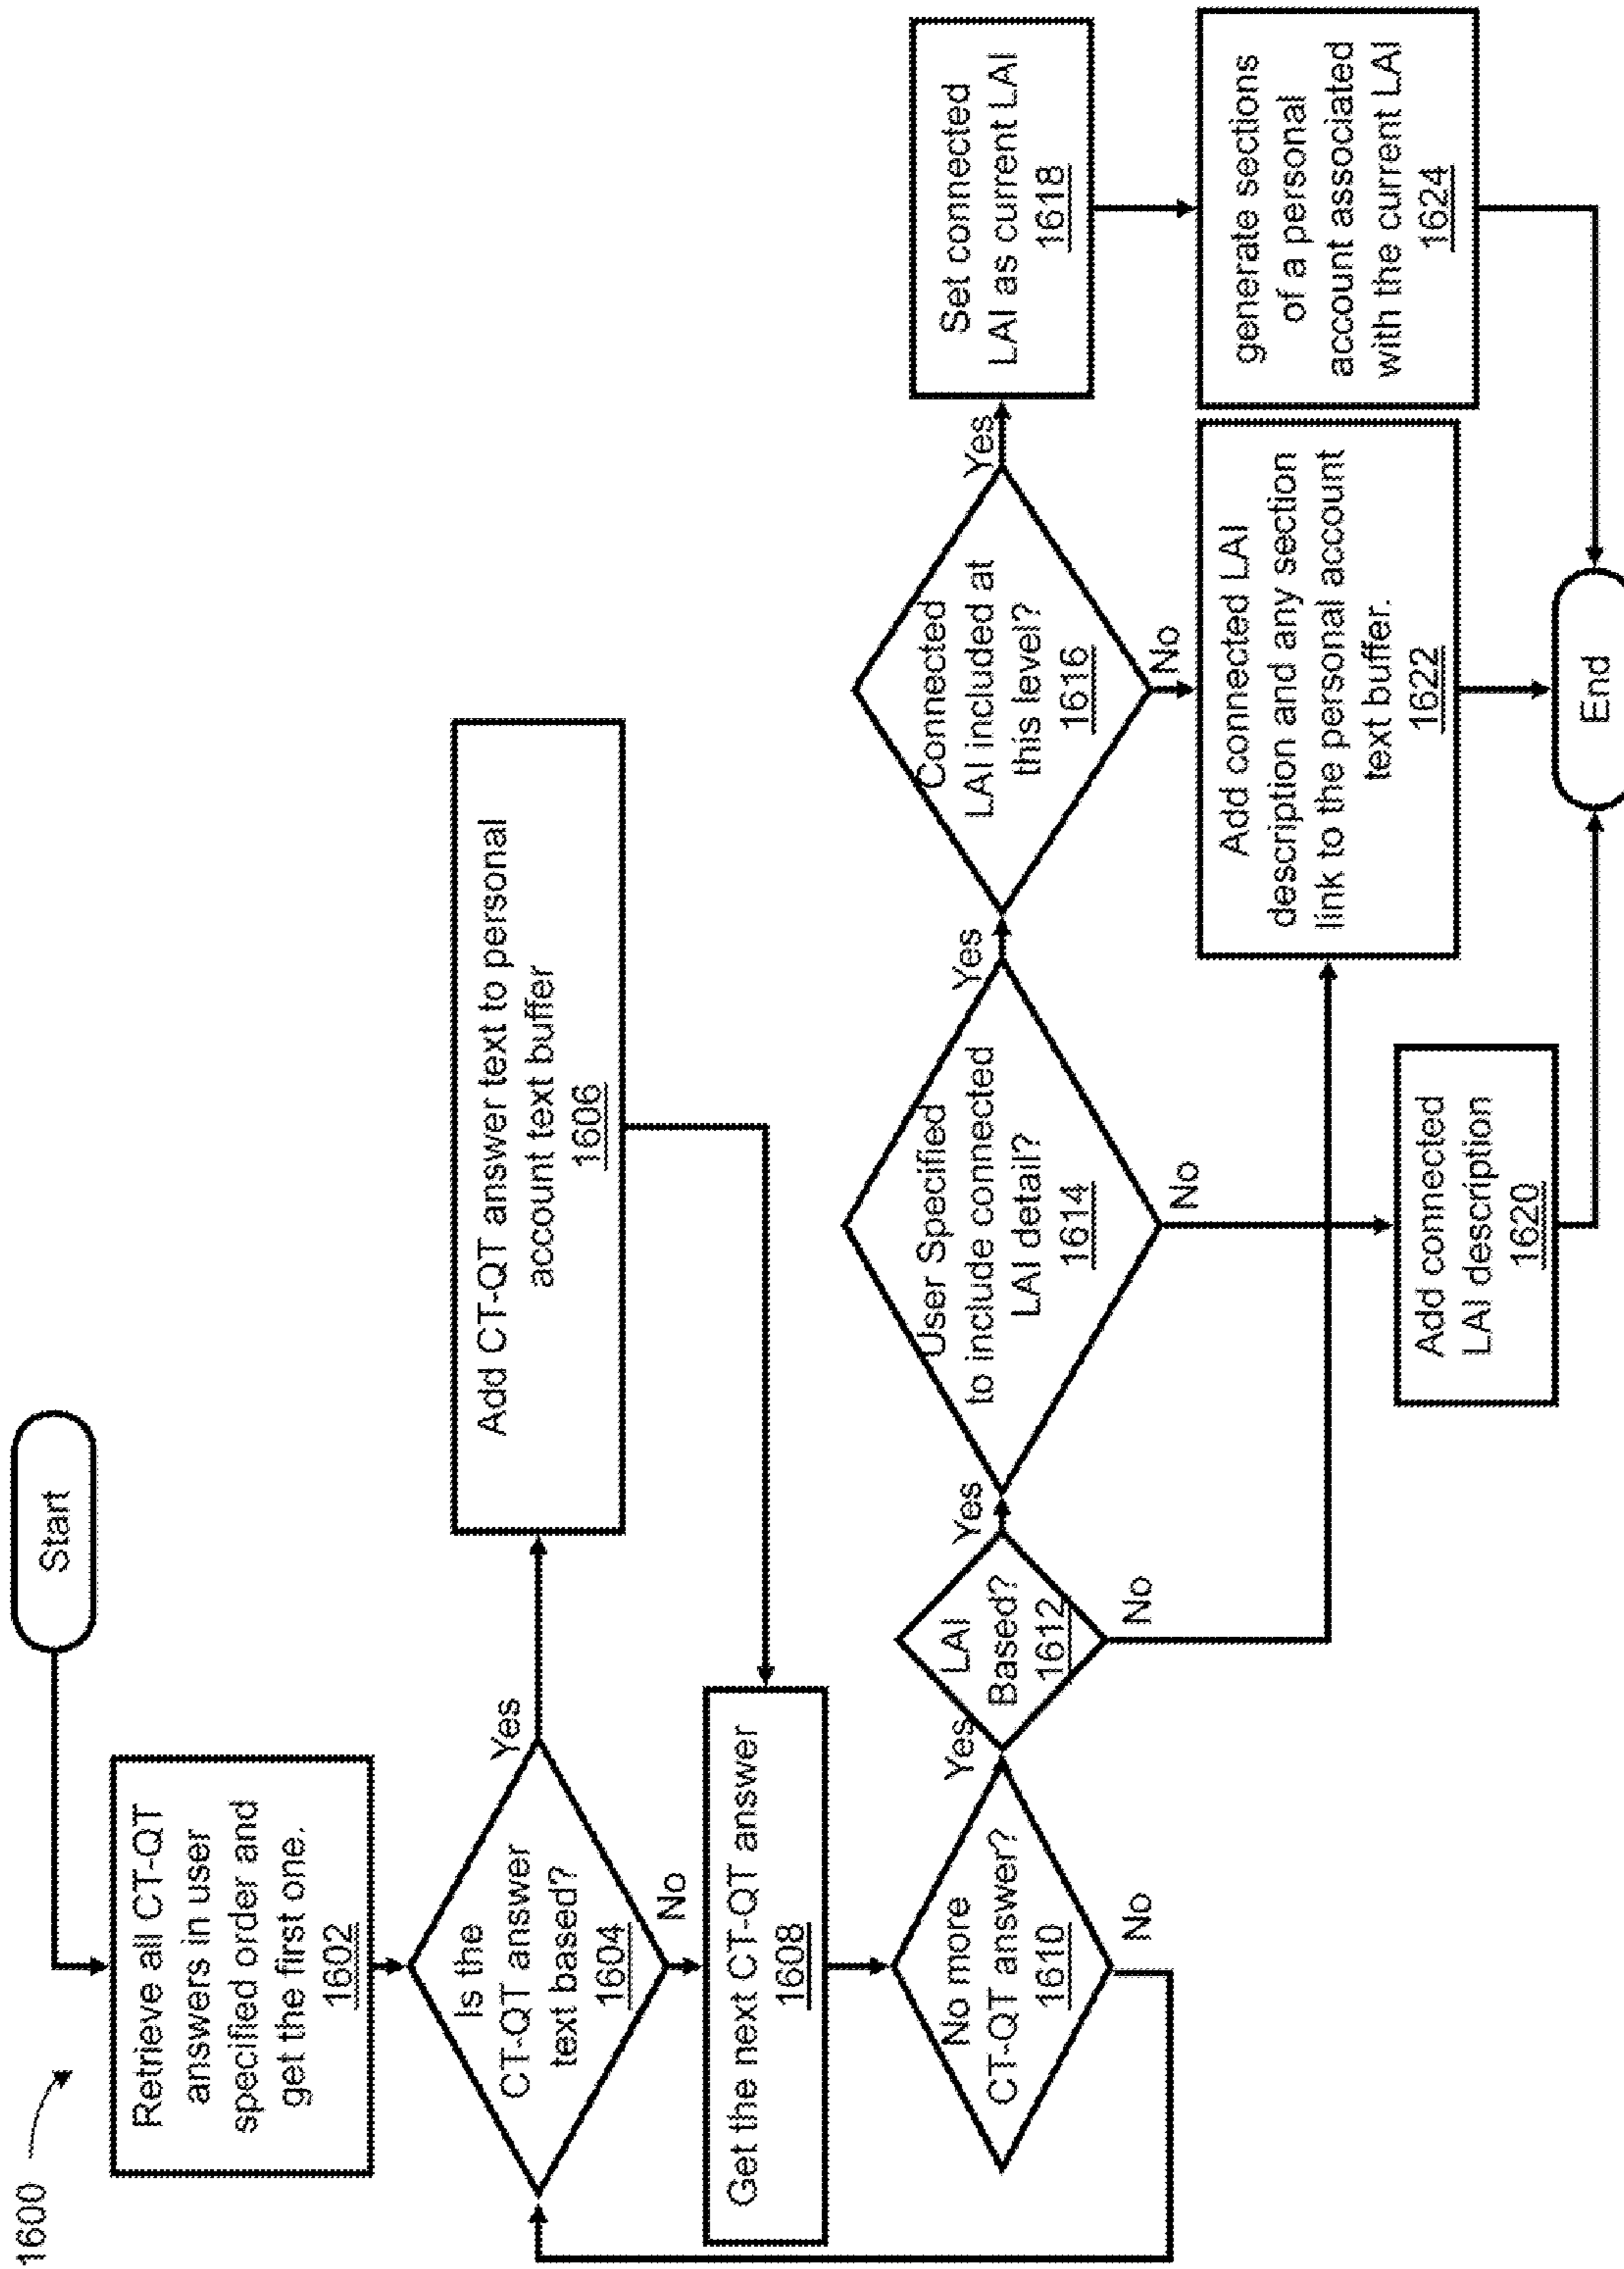 1600
Start
Retrieve all CT-QT
answers in user
specified order and
get the first one.
1602
Is the
CT-QT answer
text based?
1604
Yes
No
Add CT-QT answer text to personal
account text buffer
1606
Get the next CT-QT answer
1608
No more
CT-QT answer?
1610
Yes
No
LAI
Based?
1612
Yes
No
User Specified
to include connected
LAI detail?
1614
Yes
No
Connected
LAI included at
this level?
1616
Yes
No
Set connected
LAI as current LAI
1618
Add connected
LAI description
1620
Add connected LAI
description and any section
link to the personal account
text buffer.
1622
generate sections
of a personal
account associated
with the current LAI
1624
End